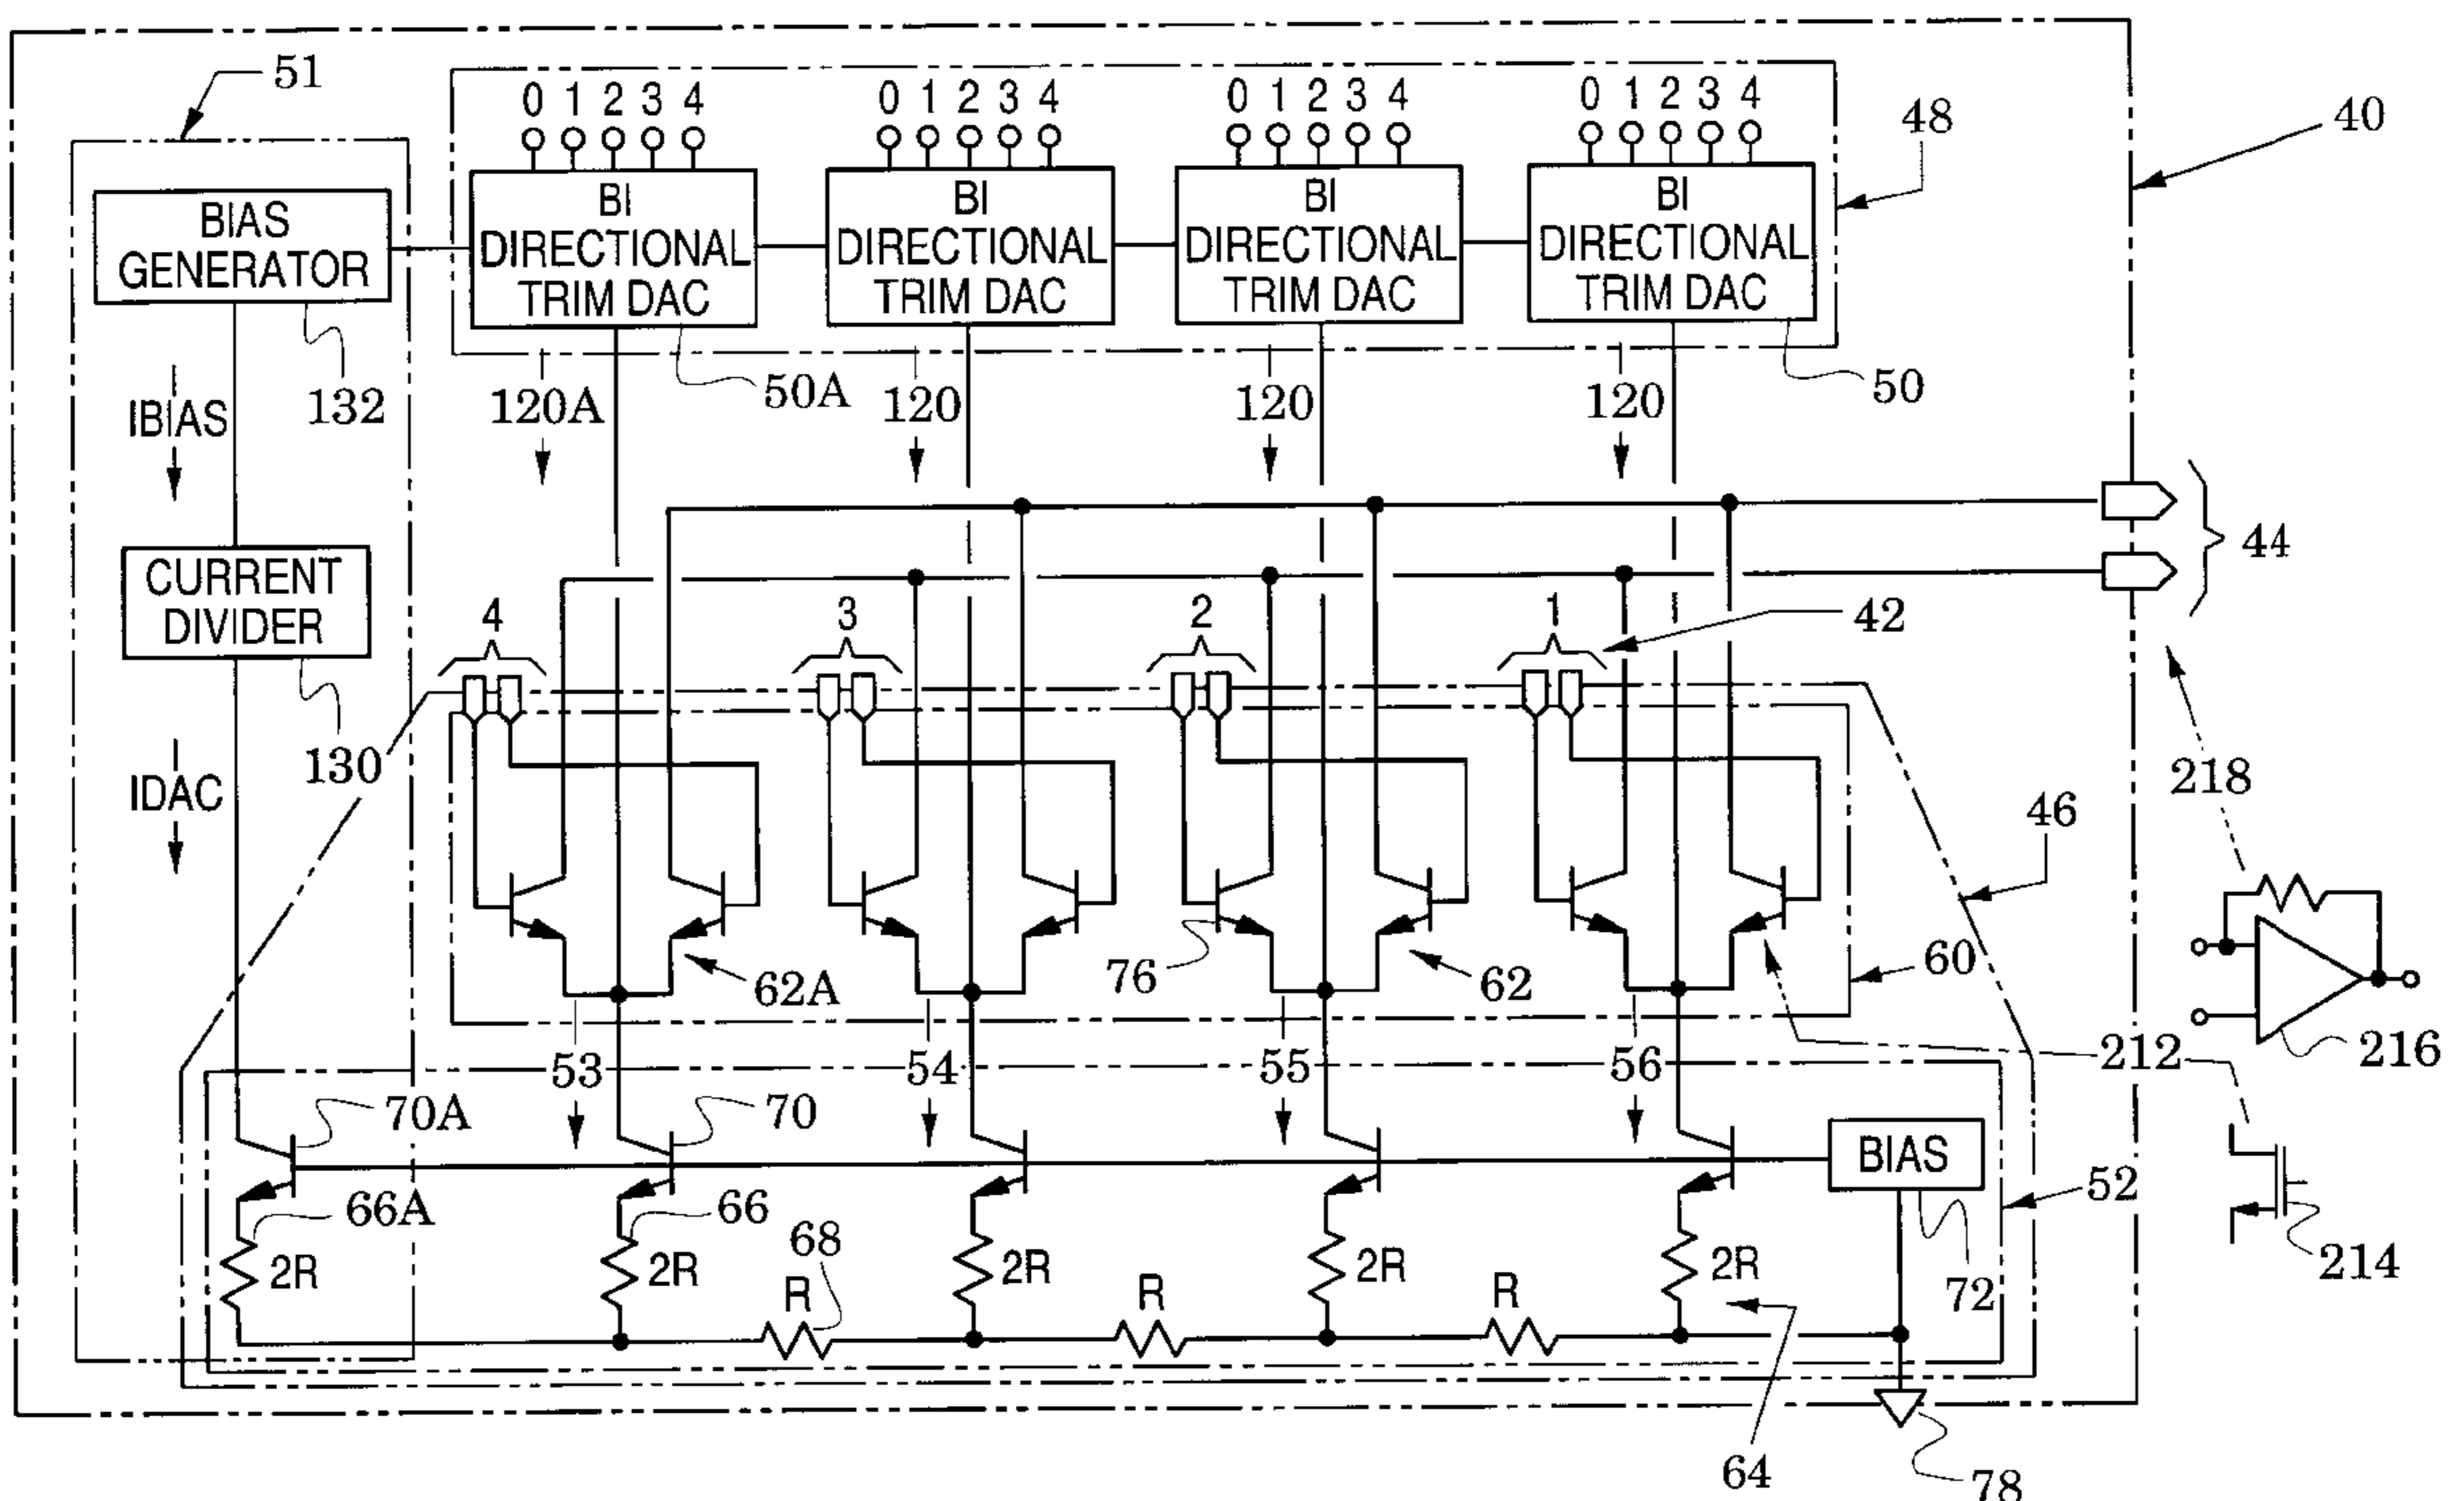 51
0 1 2 3 4
0 1 2 3 4
0 1 2 3 4
0 1 2 3 4
48
40
BIAS
GENERATOR
BI
DIRECTIONAL
TRIM DAC
BI
DIRECTIONAL
TRIM DAC
BI
DIRECTIONAL
TRIM DAC
BI
DIRECTIONAL
TRIM DAC
IBIAS
132
120A
50A
120
120
120
50
44
CURRENT
DIVIDER
4
3
2
1
42
130
IDAC
218
46
62A
76
62
60
53
54
55
56
212
216
70A
70
BIAS
52
66A
66
68
72
214
2R
2R
2R
2R
2R
R
R
R
64
78